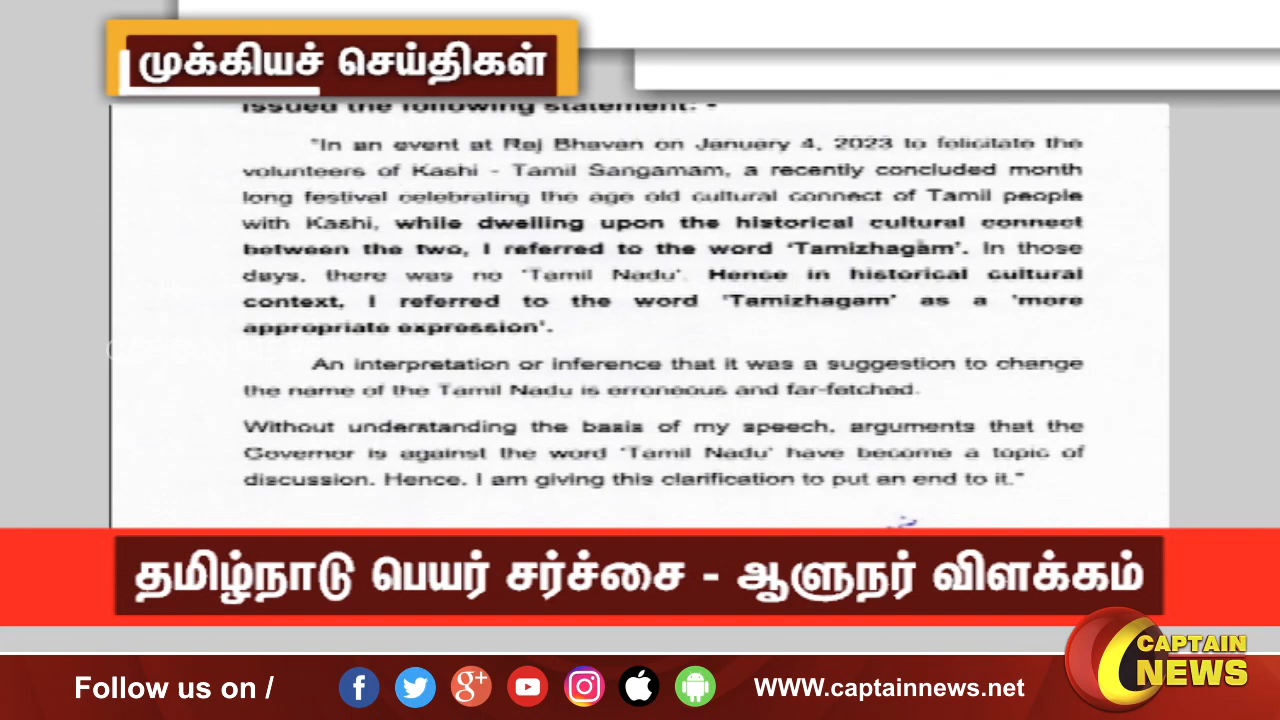 முக்கியச் செய்திகள்
issued the following statement: -
"In an event at Raj Bhavan on January 4, 2023 to felicitate the
volunteers of Kashi - Tamil Sangamam, a recently concluded month
long festival celebrating the age old cultural connect of Tamil people
with Kashi, while dwelling upon the historical cultural connect
between the two, I referred to the word 'Tamizhagam'. In those
days, there was no 'Tamil Nadu'. Hence in historical cultural
context, I referred to the word 'Tamizhagam' as a 'more
appropriate expression'.
An interpretation or inference that it was a suggestion to change
the name of the Tamil Nadu is erroneous and far-fetched.
Without understanding the basis of my speech, arguments that the
Governor is against the word 'Tamil Nadu' have become a topic of
discussion. Hence, I am giving this clarification to put an end to it."
CAPTAIN NEWS
தமிழ்நாடு பெயர் சர்ச்சை - ஆளுநர் விளக்கம்
CAPTAIN
NEWS
Follow us on /
WWW.captainnews.net